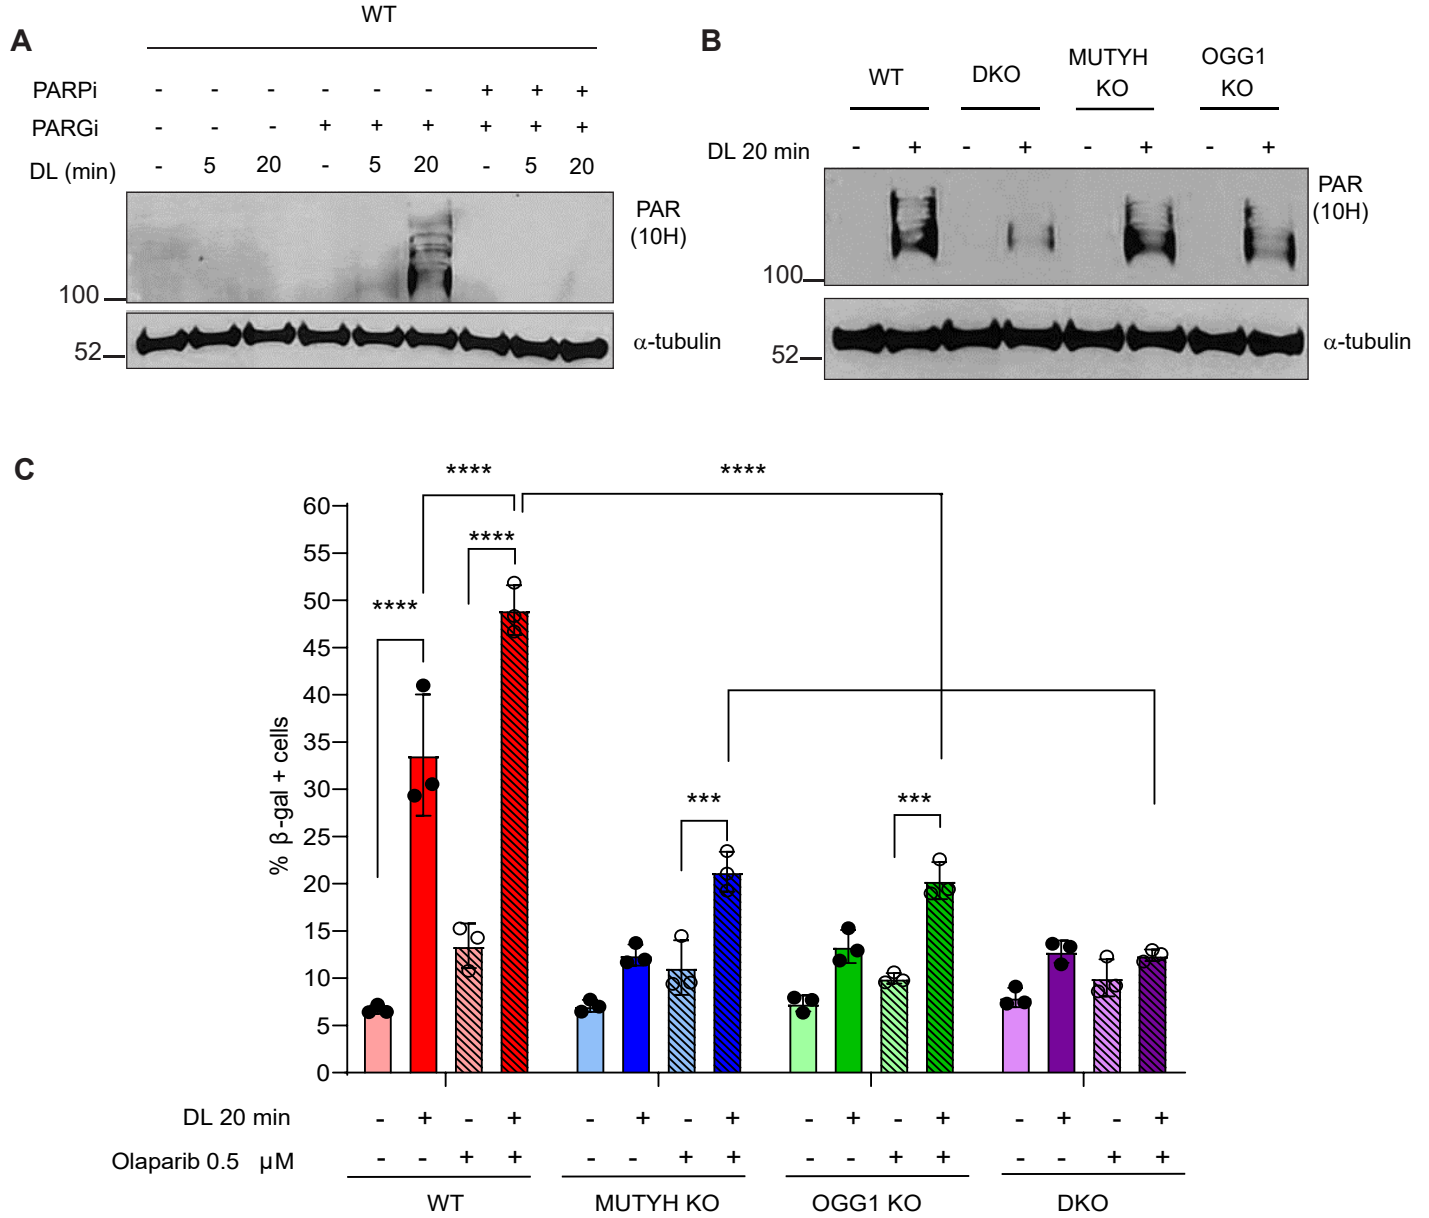 A
WT
PARPi - - - - - - + + +
PARGi - - - + + + + + +
DL (min) - 5 20 - 5 20 - 5 20
PAR
(10H)
100
52
α-tubulin
B
WT DKO MUTYH KO OGG1 KO
DL 20 min - + - + - + - +
PAR
(10H)
100
52
α-tubulin
C
**** ****
****
****
*** ***
% β-gal + cells
60
55
50
45
40
35
30
25
20
15
10
5
0
DL 20 min - + - + - + - + - + - + - + - +
Olaparib 0.5 μM - - + + - - + + - - + + - - + +
WT MUTYH KO OGG1 KO DKO